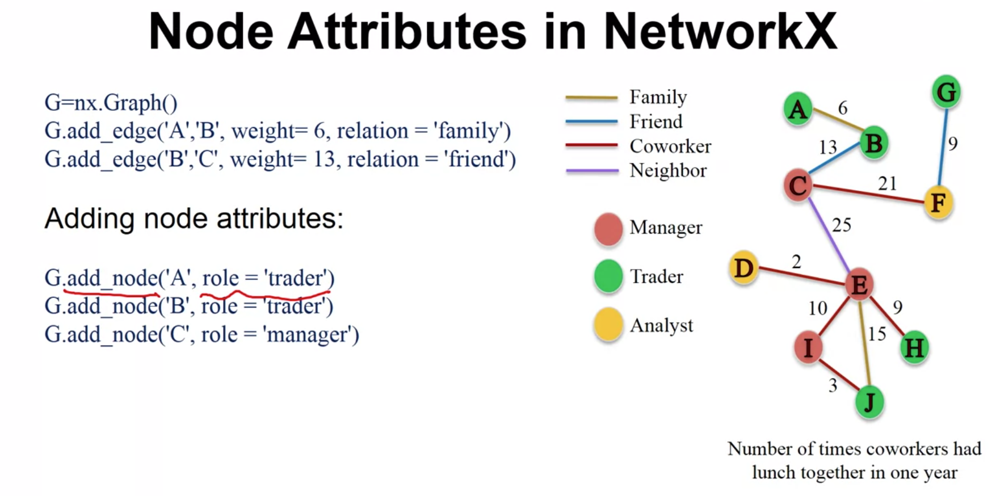 Node Attributes in NetworkX
G=nx.Graph()
G.add_edge('A','B', weight= 6, relation = 'family')
G.add_edge('B','C', weight= 13, relation = 'friend')
Adding node attributes:
G.add_node('A', role = 'trader')
G.add_node('B', role = 'trader')
G.add_node('C', role = 'manager')
Family
Friend
Coworker
Neighbor
Manager
Trader
Analyst
G
A
6
B
9
13
C
21
F
25
D
2
E
10
9
15
I
H
3
J
Number of times coworkers had
lunch together in one year